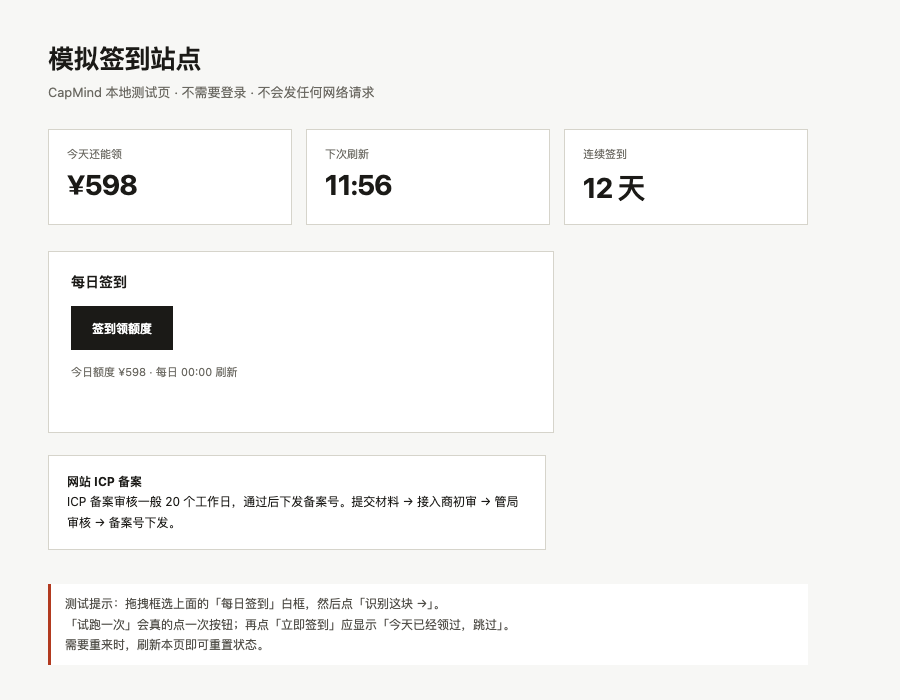 模拟签到站点
CapMind 本地测试页 · 不需要登录 · 不会发任何网络请求
今天还能领
¥598
下次刷新
11:56
连续签到
12 天
每日签到
签到领额度
今日额度 ¥598 · 每日 00:00 刷新
网站 ICP 备案
ICP 备案审核一般 20 个工作日，通过后下发备案号。提交材料 → 接入商初审 → 管局
审核 → 备案号下发。
测试提示：拖拽框选上面的「每日签到」白框，然后点「识别这块 →」。
「试跑一次」会真的点一次按钮；再点「立即签到」应显示「今天已经领过，跳过」。
需要重来时，刷新本页即可重置状态。